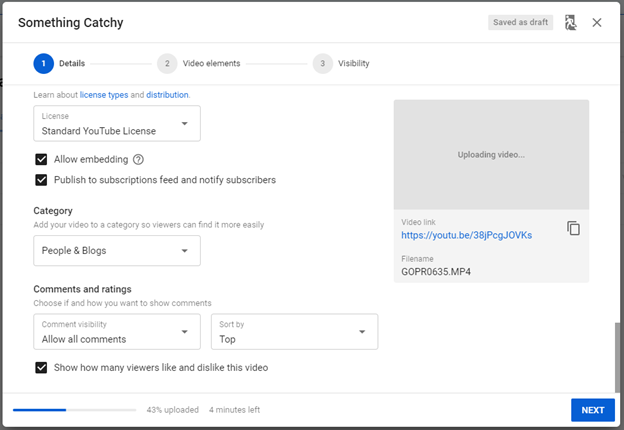 Something Catchy
Saved as draft
1 Details
2 Video elements
3 Visibility
Learn about license types and distribution.
License
Standard YouTube License
Allow embedding
Publish to subscriptions feed and notify subscribers
Category
Add your video to a category so viewers can find it more easily
People & Blogs
Comments and ratings
Choose if and how you want to show comments
Comment visibility
Allow all comments
Sort by
Top
Show how many viewers like and dislike this video
Uploading video...
Video link
https://youtu.be/38jPcgJOVKs
Filename
GOPR0635.MP4
43% uploaded
4 minutes left
NEXT